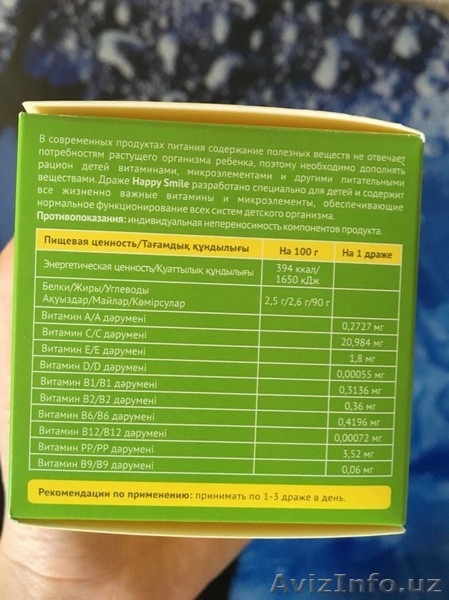 В современных продуктах питания содержание полезных веществ не отвечает
потребностям растущего организма ребенка, поэтому необходимо дополнять
рацион детей витаминами, микроэлементами и другими питательными
веществами. Драже Happy Smile разработано специально для детей и содержит
все жизненно важные витамины и микроэлементы, обеспечивающие
нормальное функционирование всех систем детского организма.
Противопоказания: индивидуальная непереносимость компонентов продукта.
Пищевая ценность/Тағамдық құндылығы На 100 г На 1 драже
Энергетическая ценность/Қуаттылық құндылығы 394 ккал/
1650 кДж
Белки/Жиры/Углеводы
Ақуыздар/Майлар/Көмірсулар 2,5 г/2,6 г/90 г
Витамин А/А дәрумені 0,2727 мг
Витамин С/С дәрумені 20,984 мг
Витамин Е/Е дәрумені 1,8 мг
Витамин D/D дәрумені 0,00055 мг
Витамин В1/В1 дәрумені 0,3136 мг
Витамин В2/В2 дәрумені 0,36 мг
Витамин В6/В6 дәрумені 0,4196 мг
Витамин В12/В12 дәрумені 0,00072 мг
Витамин РР/РР дәрумені 3,52 мг
Витамин В9/В9 дәрумені 0,06 мг
Рекомендации по применению: принимать по 1-3 драже в день.
AvizInfo.uz